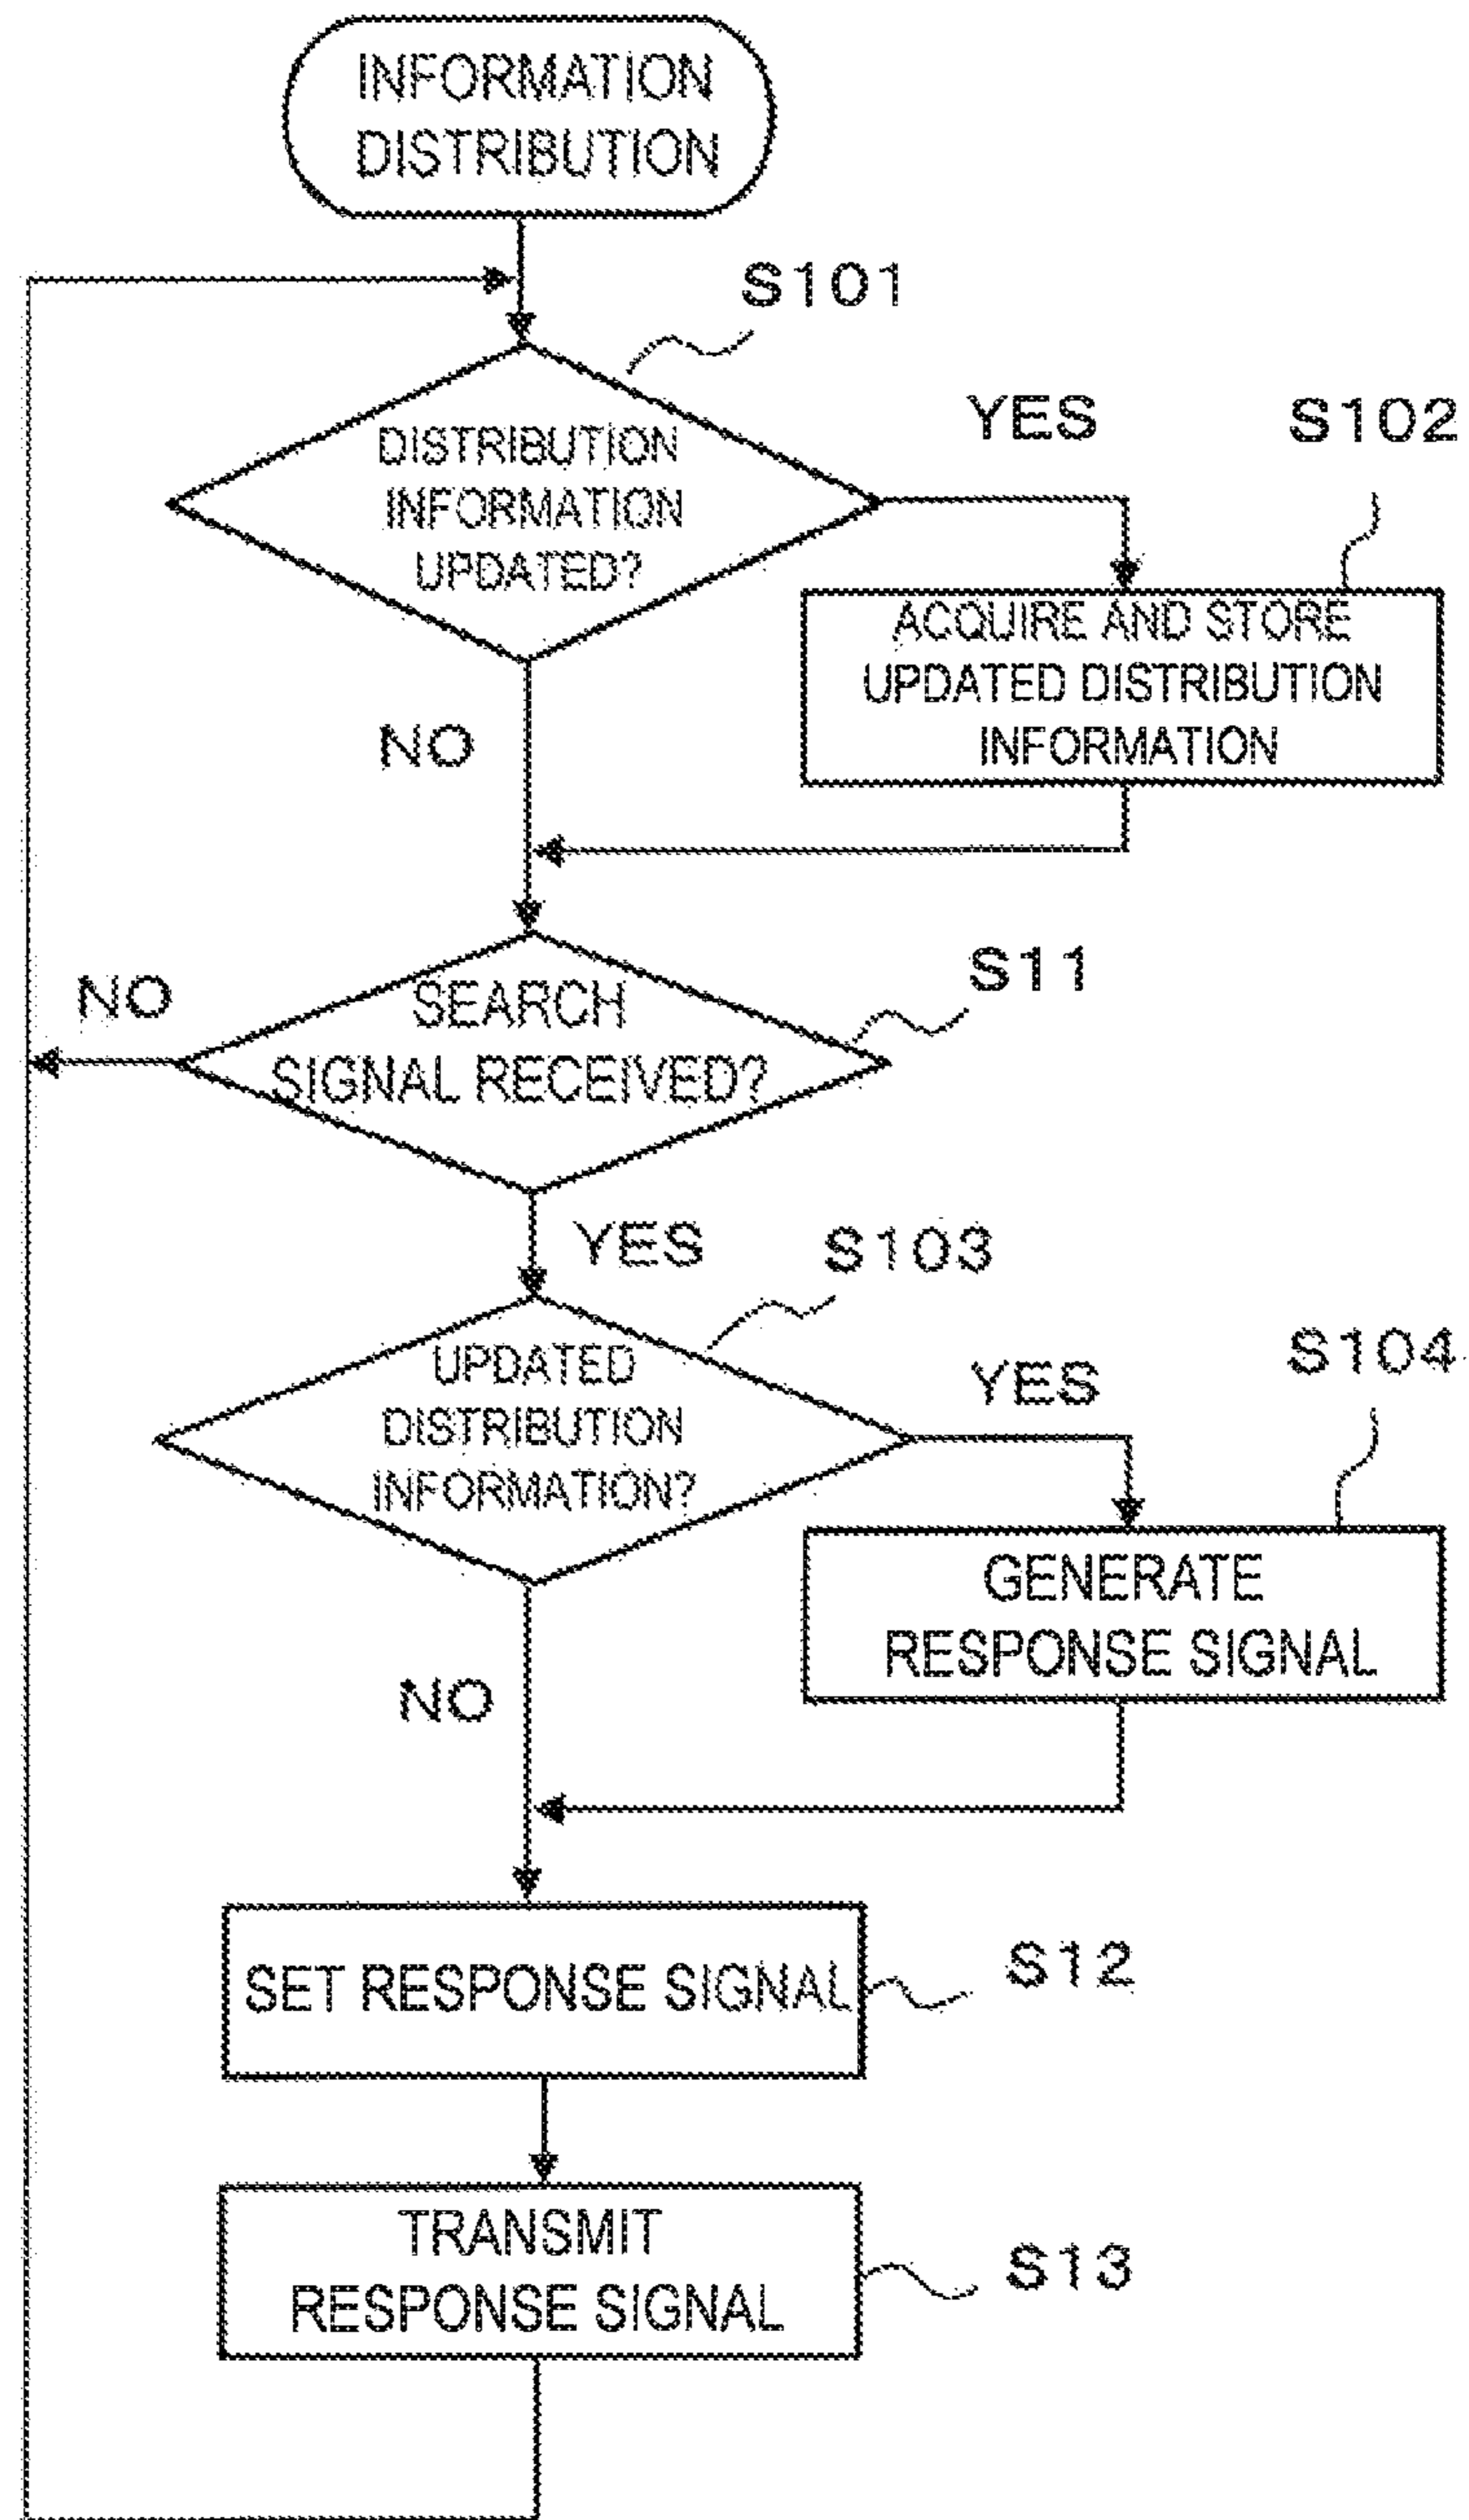 INFORMATION
DISTRIBUTION
S101
DISTRIBUTION
INFORMATION
UPDATED?
YES
S102
ACQUIRE AND STORE
UPDATED DISTRIBUTION
INFORMATION
NO
S11
SEARCH
SIGNAL RECEIVED?
NO
YES
S103
UPDATED
DISTRIBUTION
INFORMATION?
YES
S104
GENERATE
RESPONSE SIGNAL
NO
SET RESPONSE SIGNAL
S12
TRANSMIT
RESPONSE SIGNAL
S13